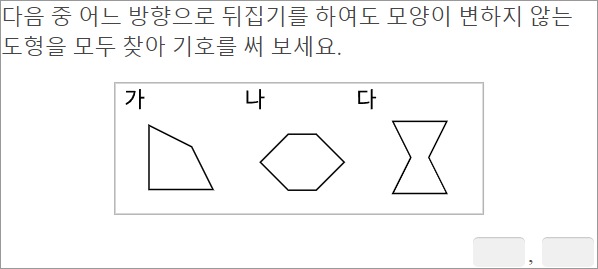 다음 중 어느 방향으로 뒤집기를 하여도 모양이 변하지 않는
도형을 모두 찾아 기호를 써 보세요.
가 나 다
,